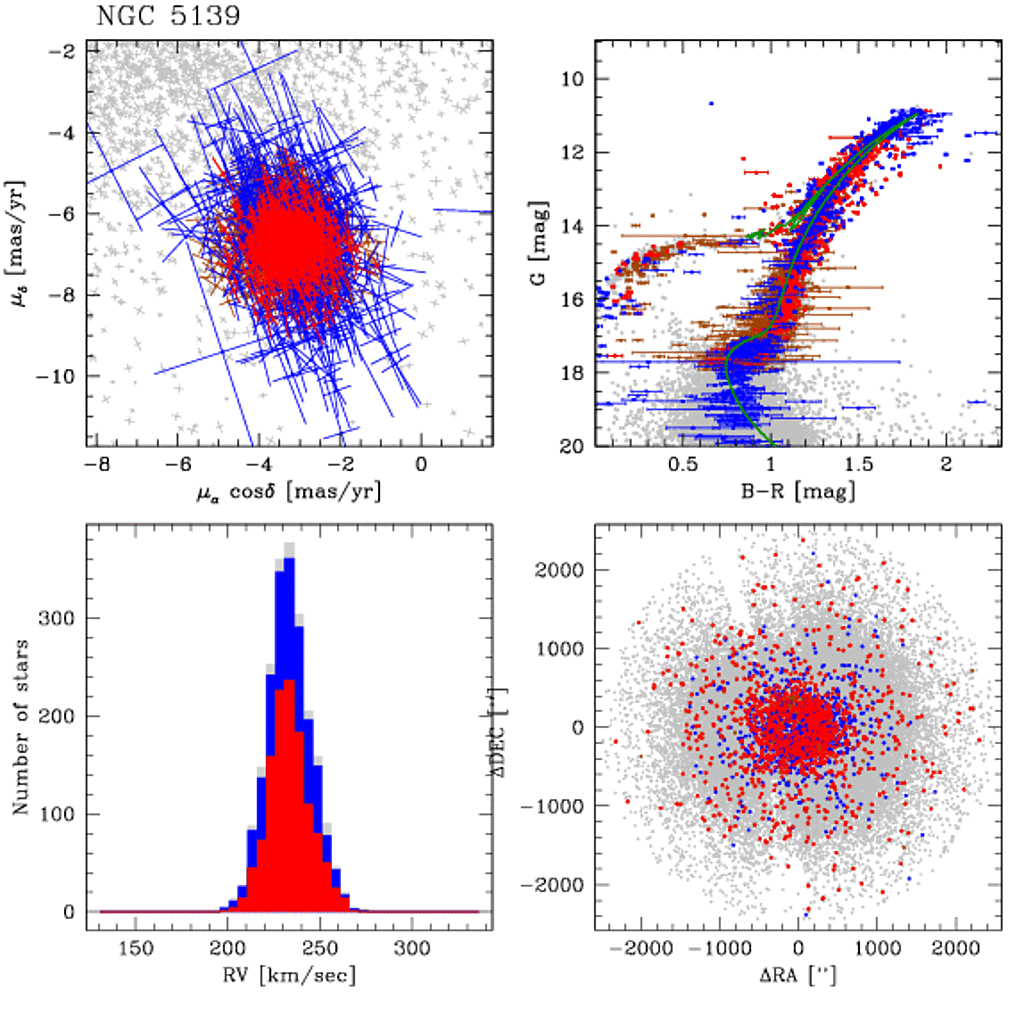 NGC 5139
−2
−4
−6
−8
−10
μδ [mas/yr]
−8 −6 −4 −2 0
μα cosδ [mas/yr]
10
12
14
16
18
20
G [mag]
0.5 1 1.5 2
B−R [mag]
300
200
100
0
Number of stars
150 200 250 300
RV [km/sec]
2000
1000
0
−1000
−2000
ΔDEC [″]
−2000 −1000 0 1000 2000
ΔRA [″]